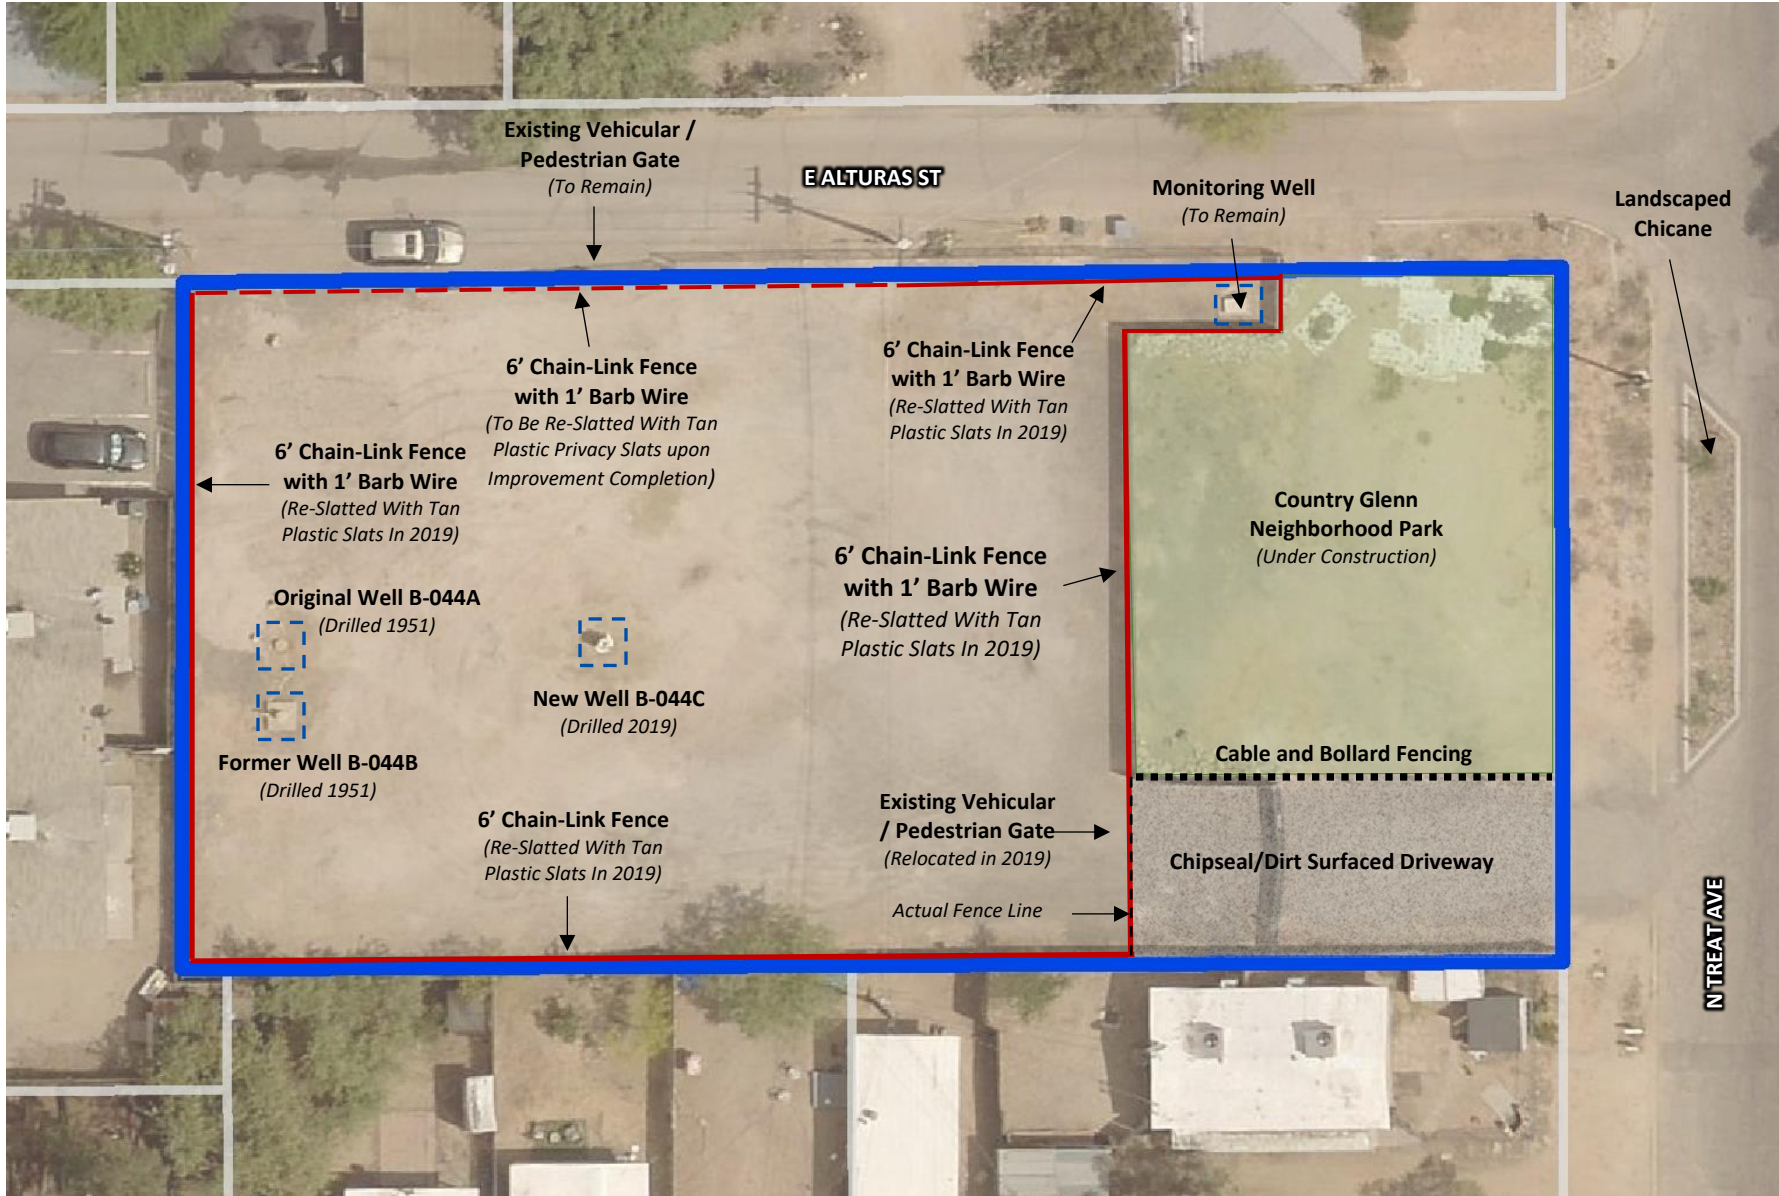 Existing Vehicular /
Pedestrian Gate
(To Remain)
E ALTURAS ST
Monitoring Well
(To Remain)
Landscaped
Chicane
6’ Chain-Link Fence
with 1’ Barb Wire
(To Be Re-Slatted With Tan
Plastic Privacy Slats upon
Improvement Completion)
6’ Chain-Link Fence
with 1’ Barb Wire
(Re-Slatted With Tan
Plastic Slats In 2019)
6’ Chain-Link Fence
with 1’ Barb Wire
(Re-Slatted With Tan
Plastic Slats In 2019)
Country Glenn
Neighborhood Park
(Under Construction)
6’ Chain-Link Fence
with 1’ Barb Wire
(Re-Slatted With Tan
Plastic Slats In 2019)
Original Well B-044A
(Drilled 1951)
New Well B-044C
(Drilled 2019)
Former Well B-044B
(Drilled 1951)
Cable and Bollard Fencing
6’ Chain-Link Fence
(Re-Slatted With Tan
Plastic Slats In 2019)
Existing Vehicular
/ Pedestrian Gate
(Relocated in 2019)
Chipseal/Dirt Surfaced Driveway
Actual Fence Line
N TREAT AVE